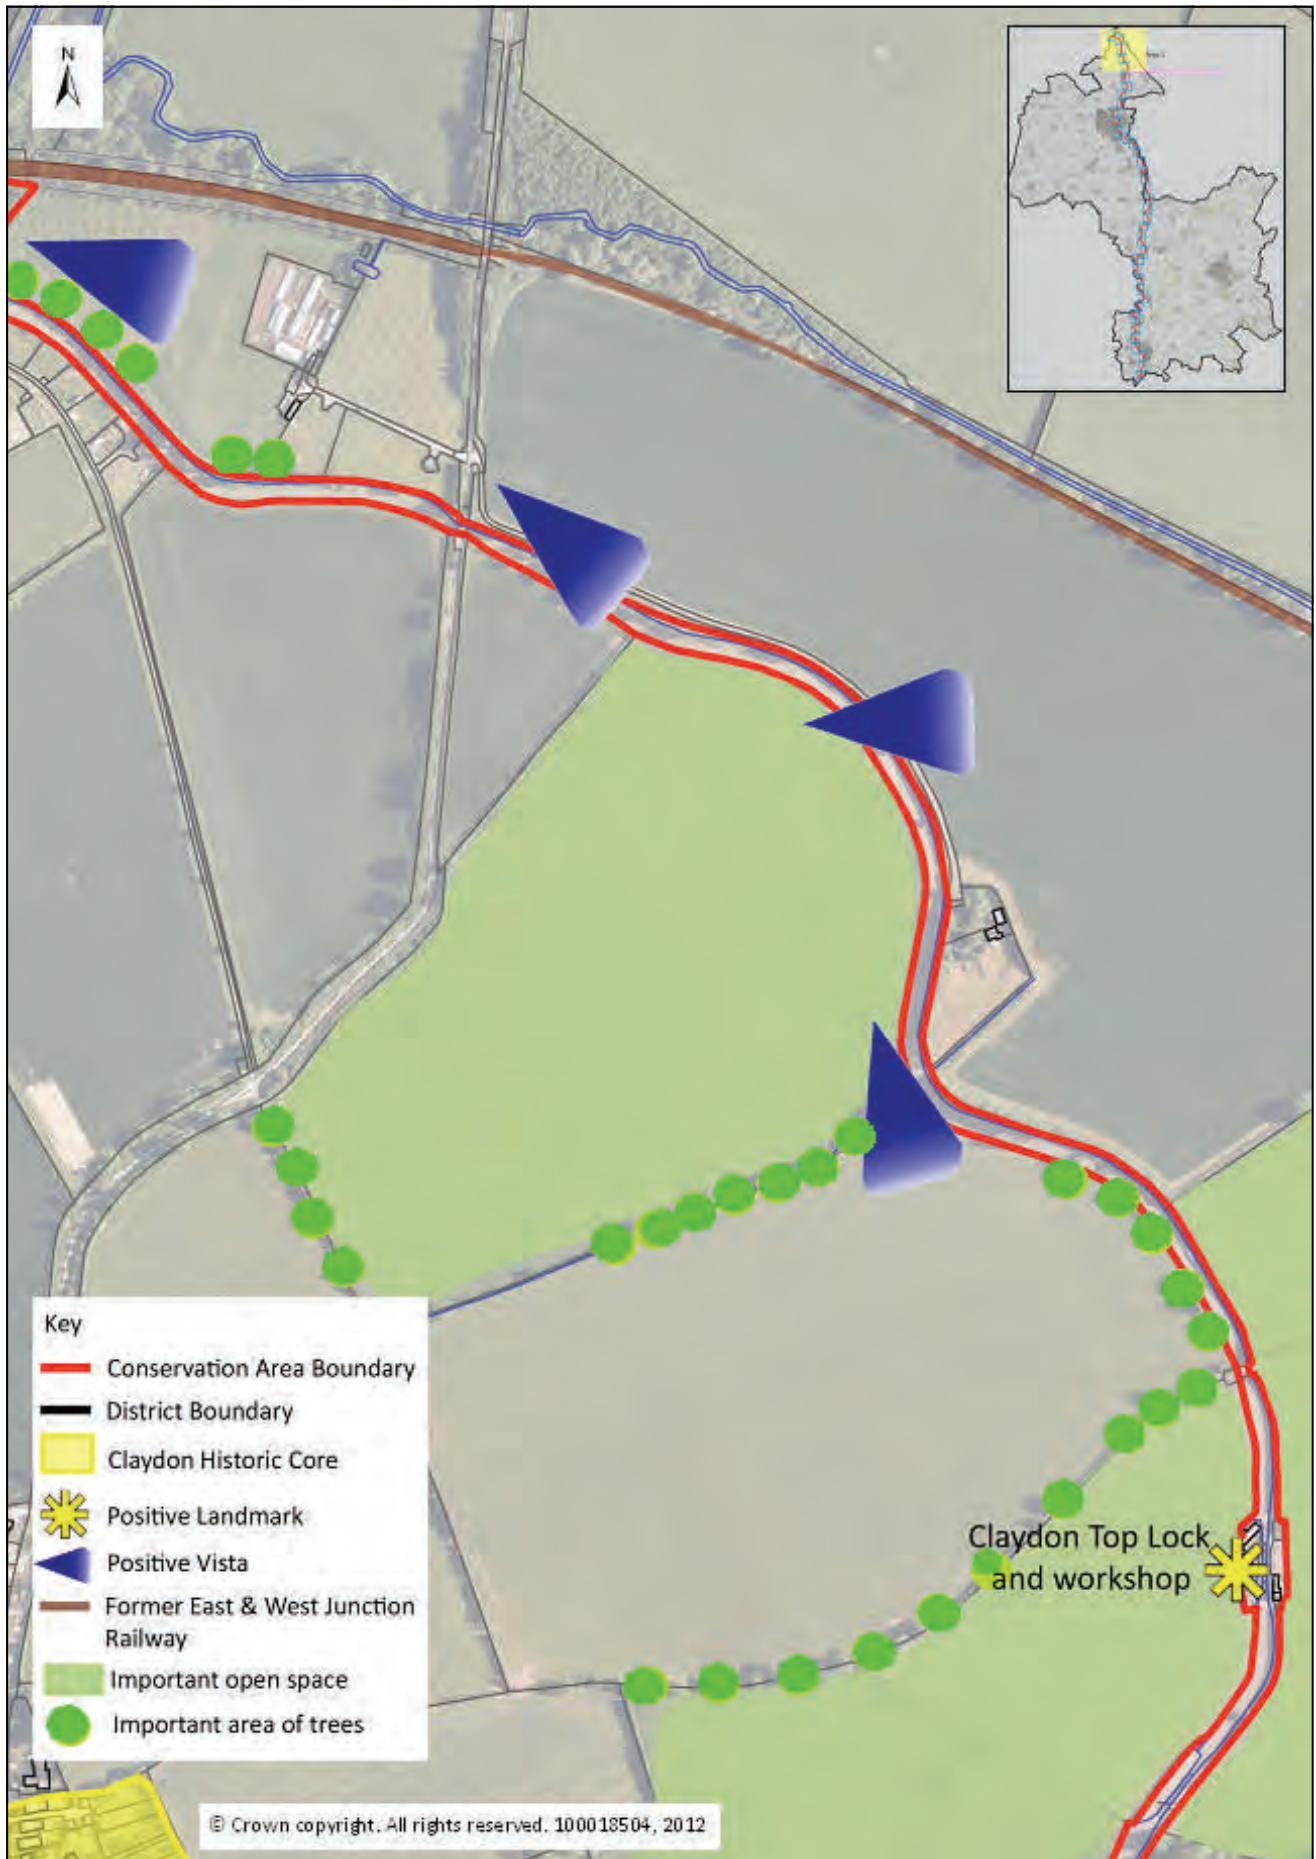 N
Key
Conservation Area Boundary
District Boundary
Claydon Historic Core
Positive Landmark
Positive Vista
Former East & West Junction
Railway
Important open space
Important area of trees
Claydon Top Lock
and workshop
© Crown copyright. All rights reserved. 100018504, 2012